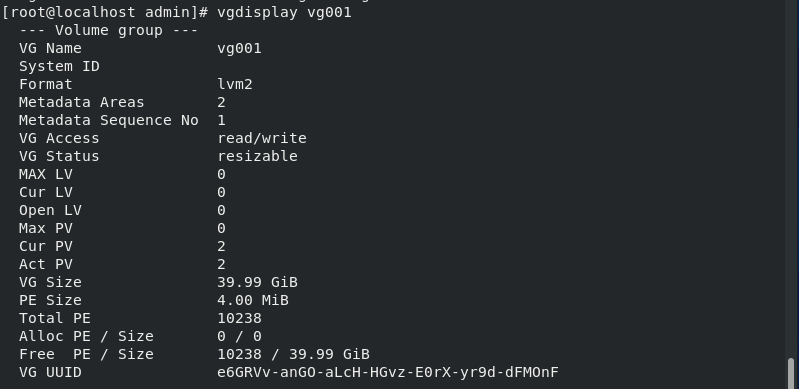 [root@localhost admin]# vgdisplay vg001
--- Volume group ---
VG Name vg001
System ID
Format lvm2
Metadata Areas 2
Metadata Sequence No 1
VG Access read/write
VG Status resizable
MAX LV 0
Cur LV 0
Open LV 0
Max PV 0
Cur PV 2
Act PV 2
VG Size 39.99 GiB
PE Size 4.00 MiB
Total PE 10238
Alloc PE / Size 0 / 0
Free  PE / Size 10238 / 39.99 GiB
VG UUID e6GRVv-anGO-aLcH-HGvz-E0rX-yr9d-dFMOnF